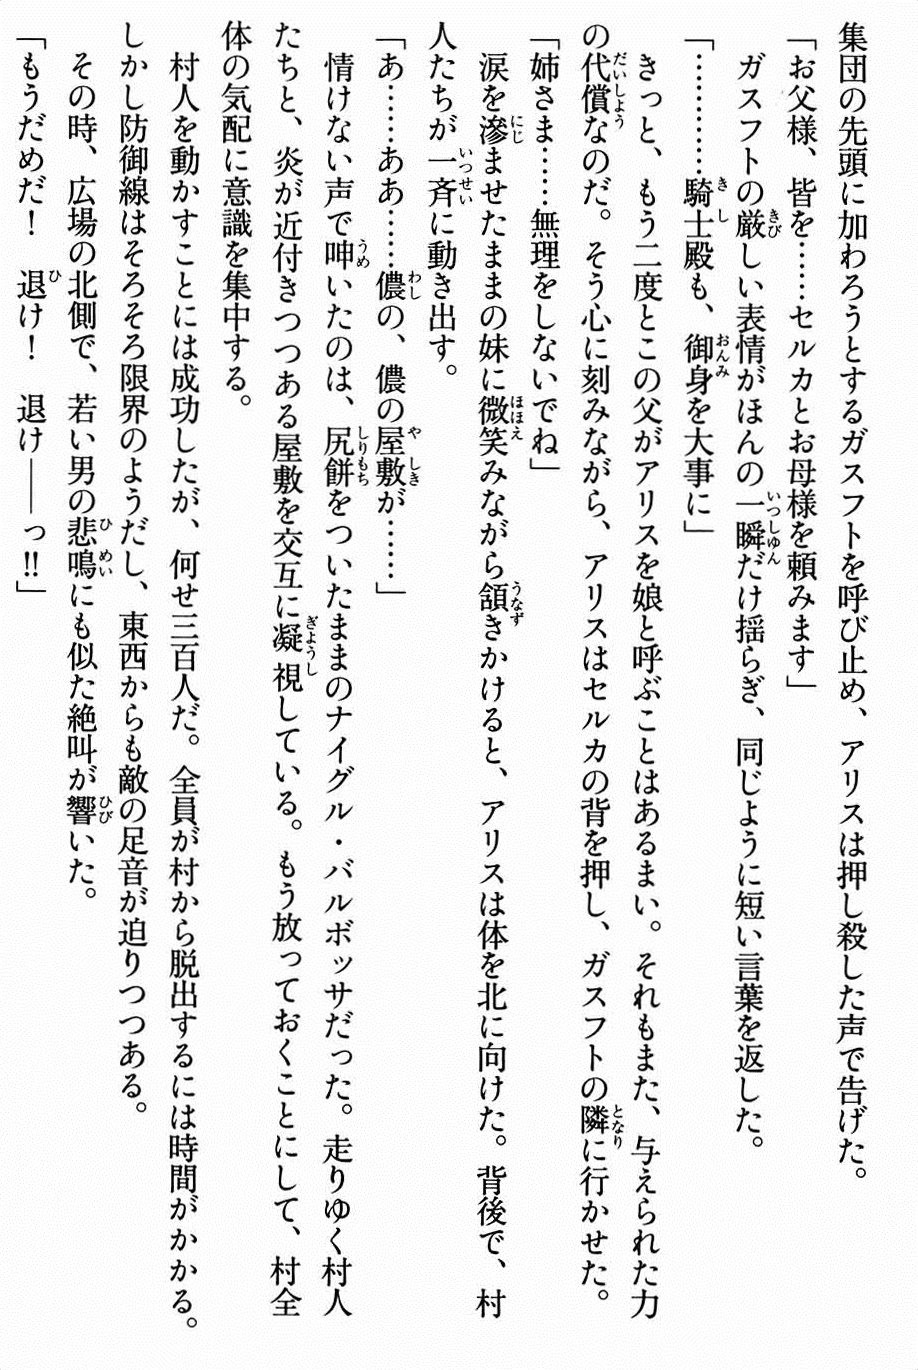 集団の先頭に加わろうとするガスフトを呼び止め、アリスは押し殺した声で告げた。
「お父様、皆を……セルカとお母様を頼みます」
ガスフトの厳しい表情がほんの一瞬だけ揺らぎ、同じように短い言葉を返した。
「…………騎士殿も、御身を大事に」
きっと、もう二度とこの父がアリスを娘と呼ぶことはあるまい。それもまた、与えられた力
の代償なのだ。そう心に刻みながら、アリスはセルカの背を押し、ガスフトの隣に行かせた。
「姉さま……無理をしないでね」
涙を滲ませたままの妹に微笑みながら頷きかけると、アリスは体を北に向けた。背後で、村
人たちが一斉に動き出す。
「あ……ああ……儂の、儂の屋敷が……」
情けない声で呻いたのは、尻餅をついたままのナイグル・バルボッサだった。走りゆく村人
たちと、炎が近付きつつある屋敷を交互に凝視している。もう放っておくことにして、村全
体の気配に意識を集中する。
村人を動かすことには成功したが、何せ三百人だ。全員が村から脱出するには時間がかかる。
しかし防御線はそろそろ限界のようだし、東西からも敵の足音が迫りつつある。
その時、広場の北側で、若い男の悲鳴にも似た絶叫が響いた。
「もうだめだ！　退け！　退け——っ!!」